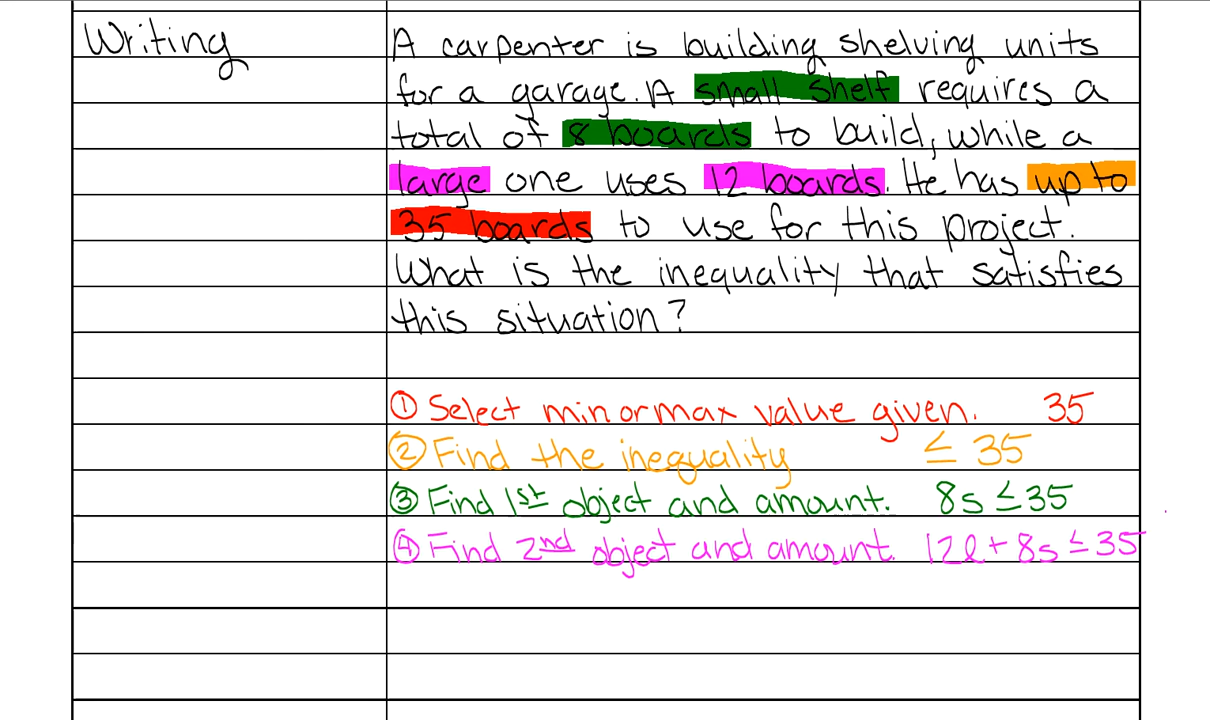 Writing
A carpenter is building shelving units
for a garage. A small shelf requires a
total of 8 boards to build, while a
large one uses 12 boards. He has up to
35 boards to use for this project.
What is the inequality that satisfies
this situation?
① Select min or max value given. 35
② Find the inequality ≤ 35
③ Find 1st object and amount. 8s ≤ 35
④ Find 2nd object and amount. 12l + 8s ≤ 35